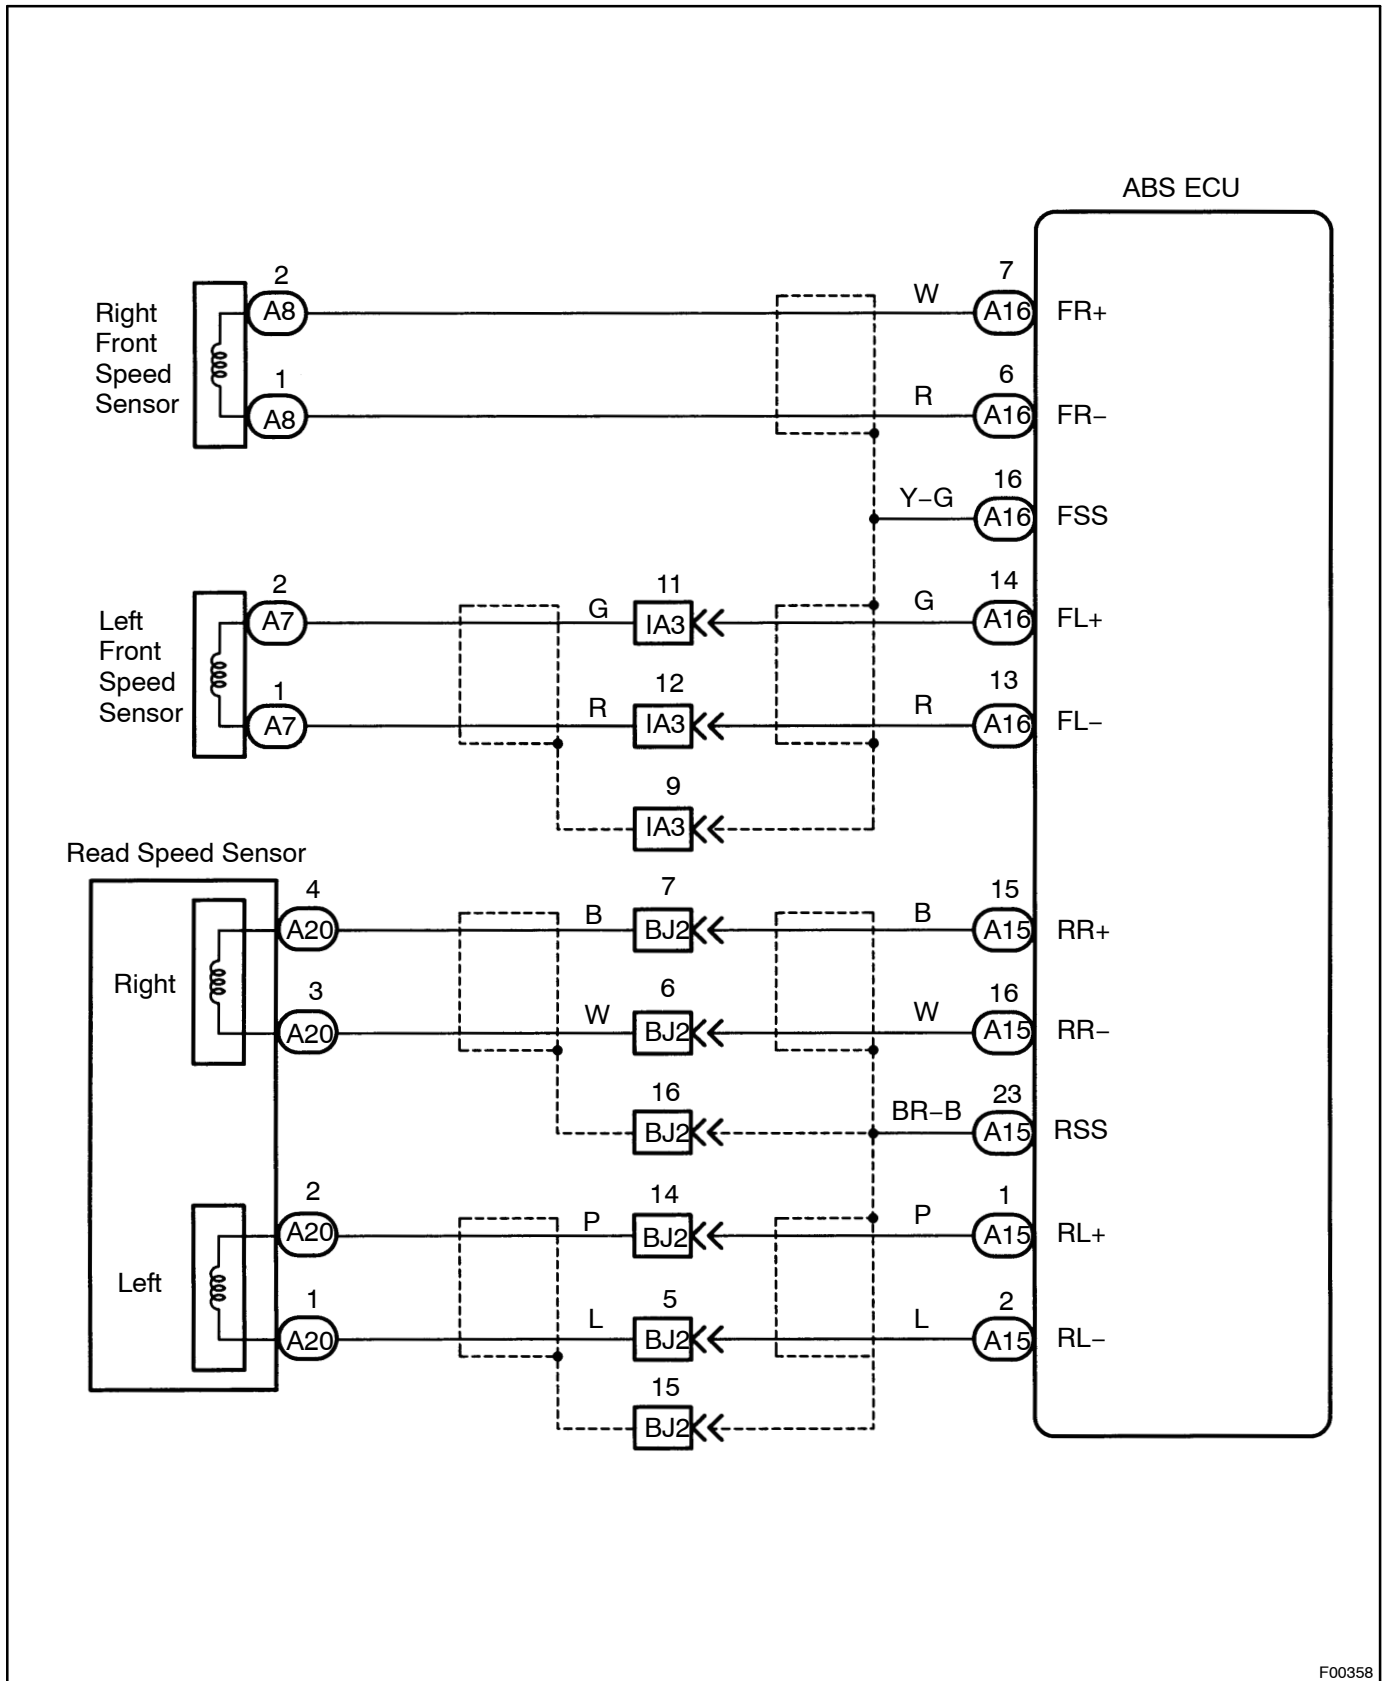 ABS ECU
2
7
Right
Front
Speed
Sensor
A8
W
A16
FR+
1
6
A8
R
A16
FR−
16
Y−G
A16
FSS
2
11
14
Left
Front
Speed
Sensor
A7
G
IA3
G
A16
FL+
1
12
13
A7
R
IA3
R
A16
FL−
9
IA3
Read Speed Sensor
4
7
15
A20
B
BJ2
B
A15
RR+
Right
3
6
16
A20
W
BJ2
W
A15
RR−
16
23
BJ2
BR−B
A15
RSS
2
14
1
A20
P
BJ2
P
A15
RL+
Left
1
5
2
A20
L
BJ2
L
A15
RL−
15
BJ2
F00358